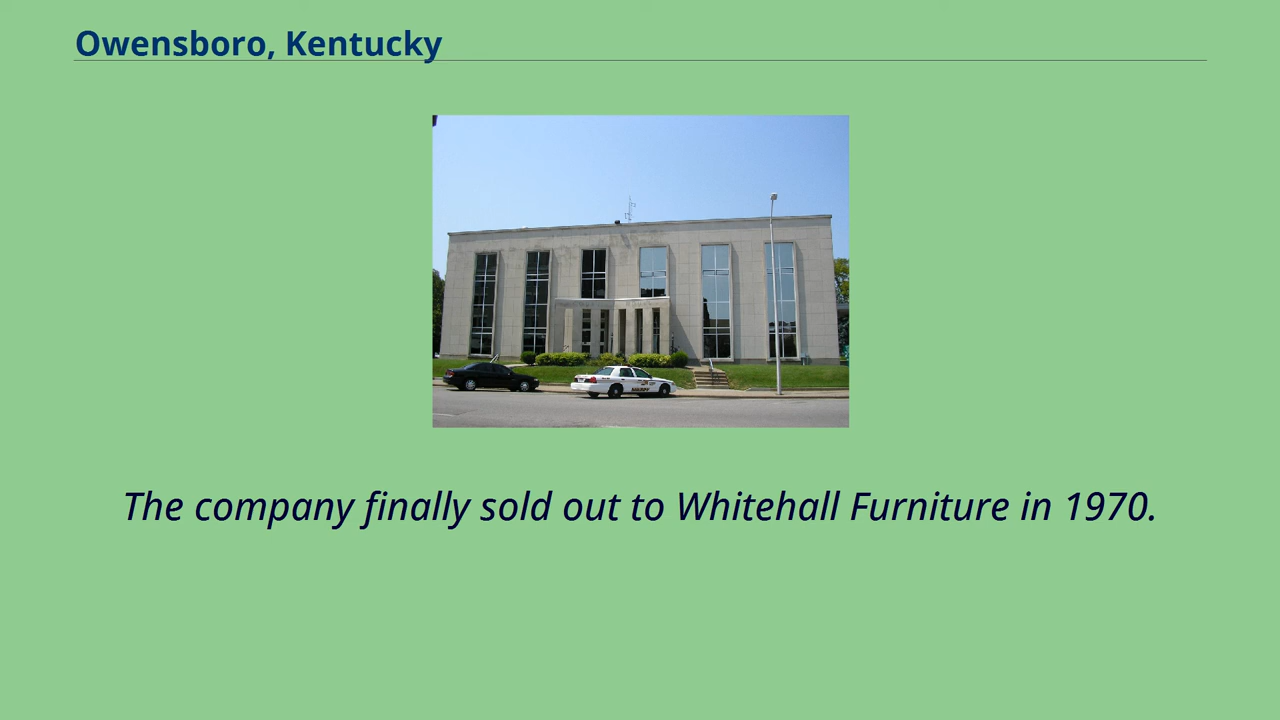 Owensboro, Kentucky
The company finally sold out to Whitehall Furniture in 1970.